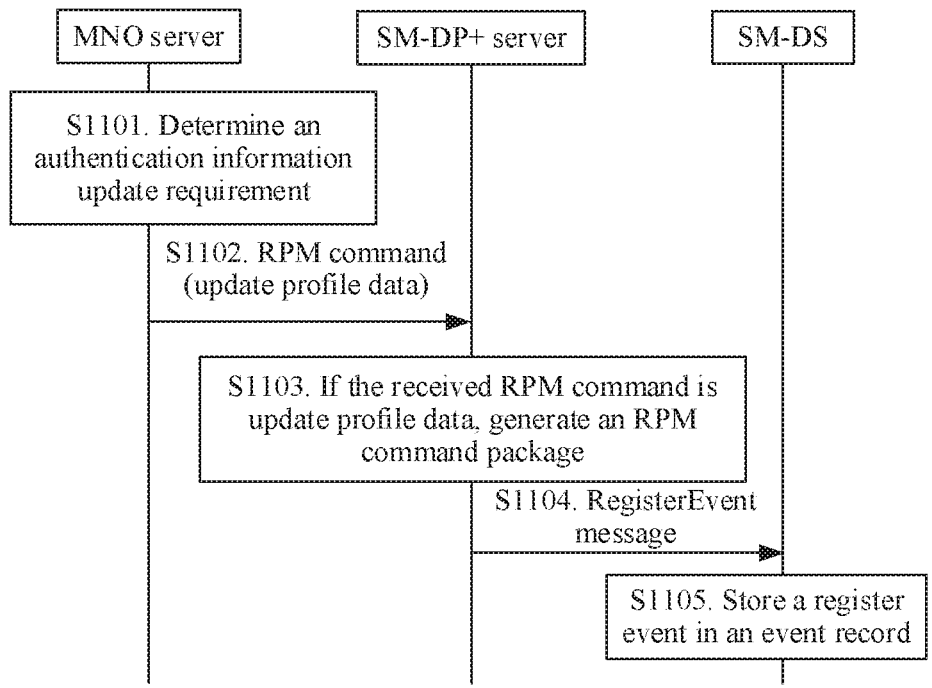 MNO server
SM-DP+ server
SM-DS
S1101. Determine an
authentication information
update requirement
S1102. RPM command
(update profile data)
S1103. If the received RPM command is
update profile data, generate an RPM
command package
S1104. RegisterEvent
message
S1105. Store a register
event in an event record